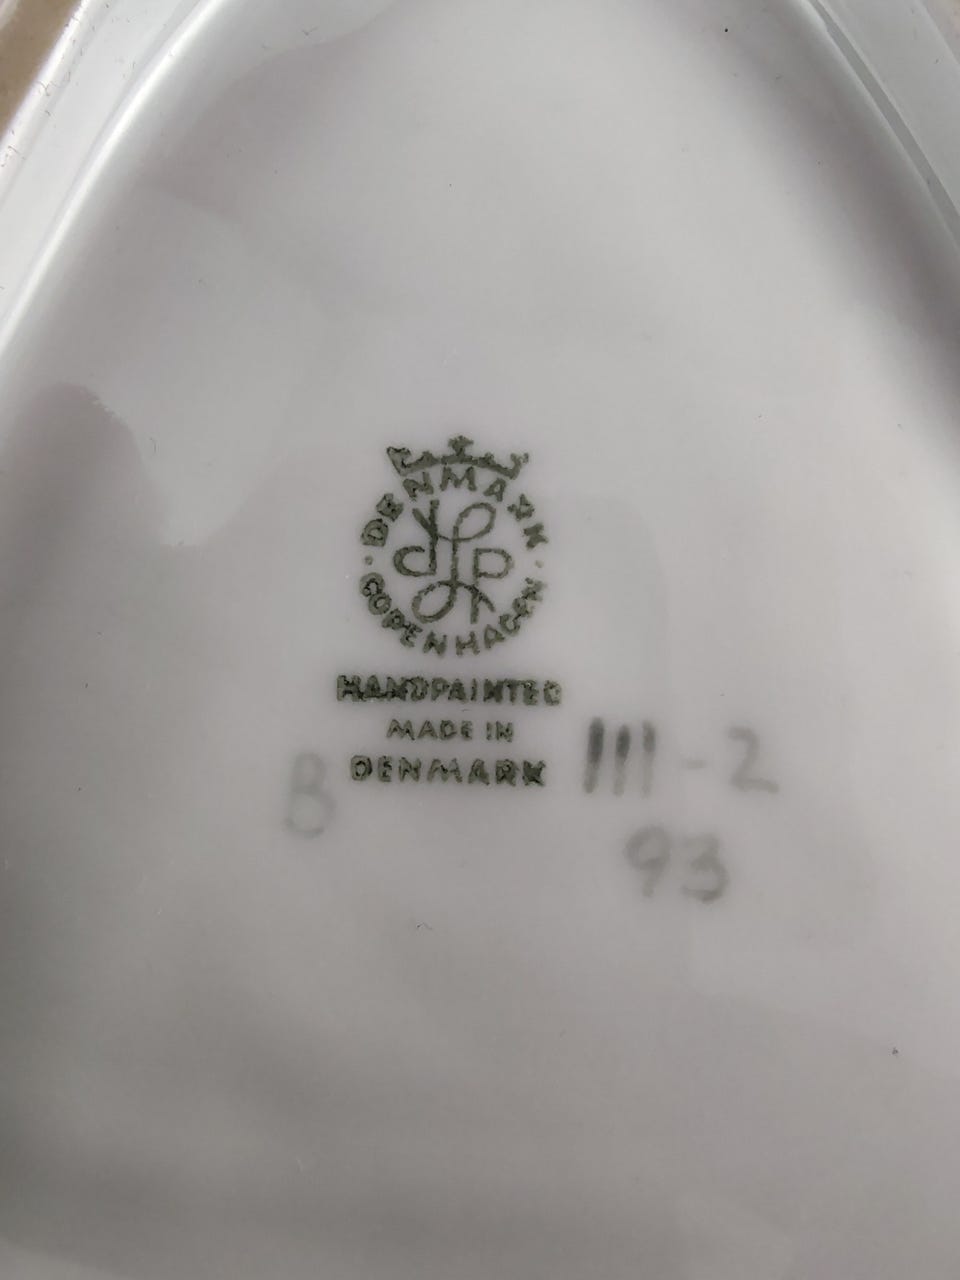 DENMARK
COPENHAGEN
HANDPAINTED
MADE IN
DENMARK
III-2
B
93